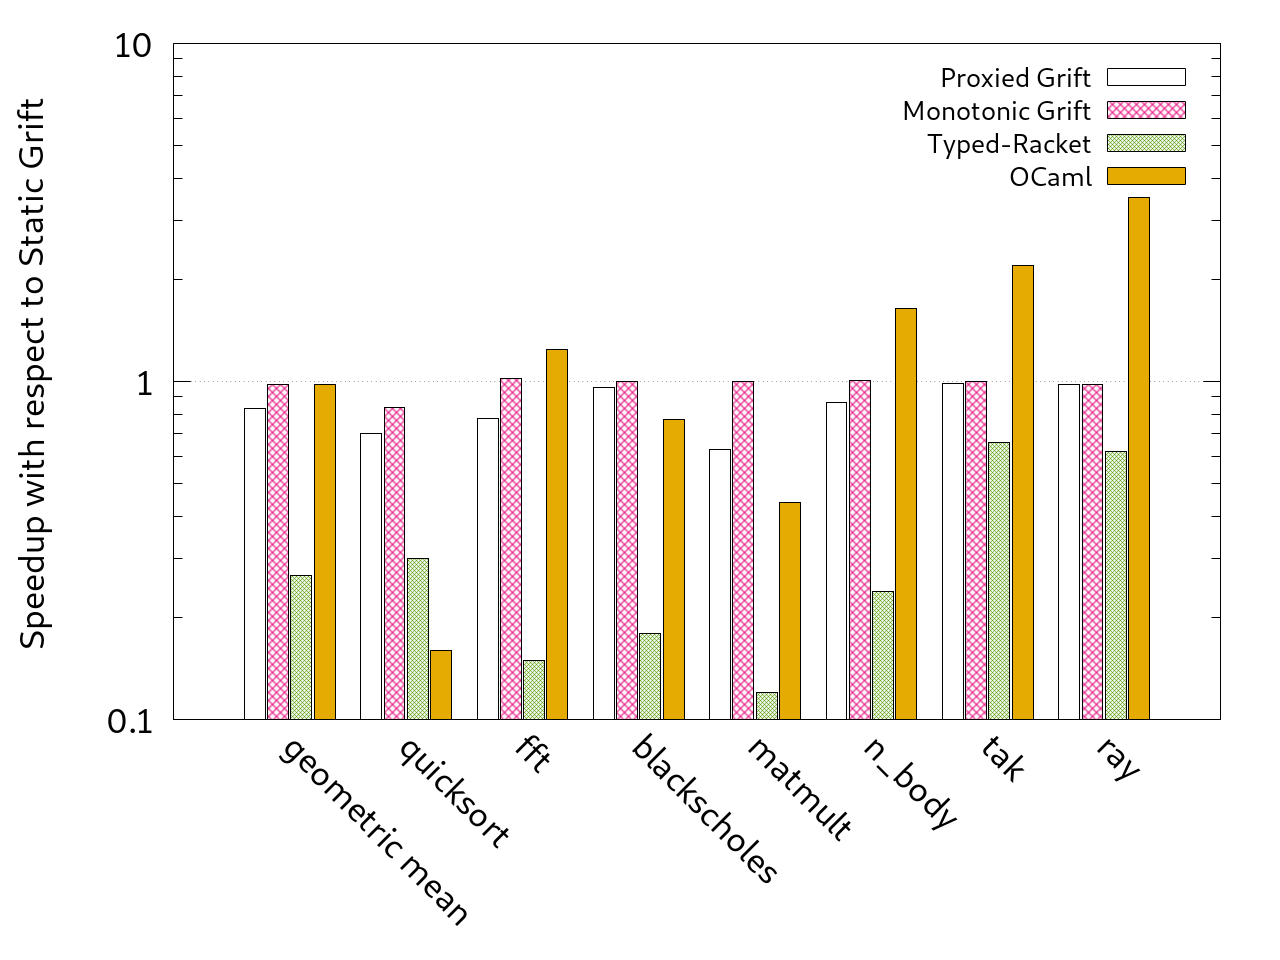 Speedup with respect to Static Grift
10
1
0.1
Proxied Grift
Monotonic Grift
Typed-Racket
OCaml
geometric mean
quicksort
fft
blackscholes
matmult
n_body
tak
ray